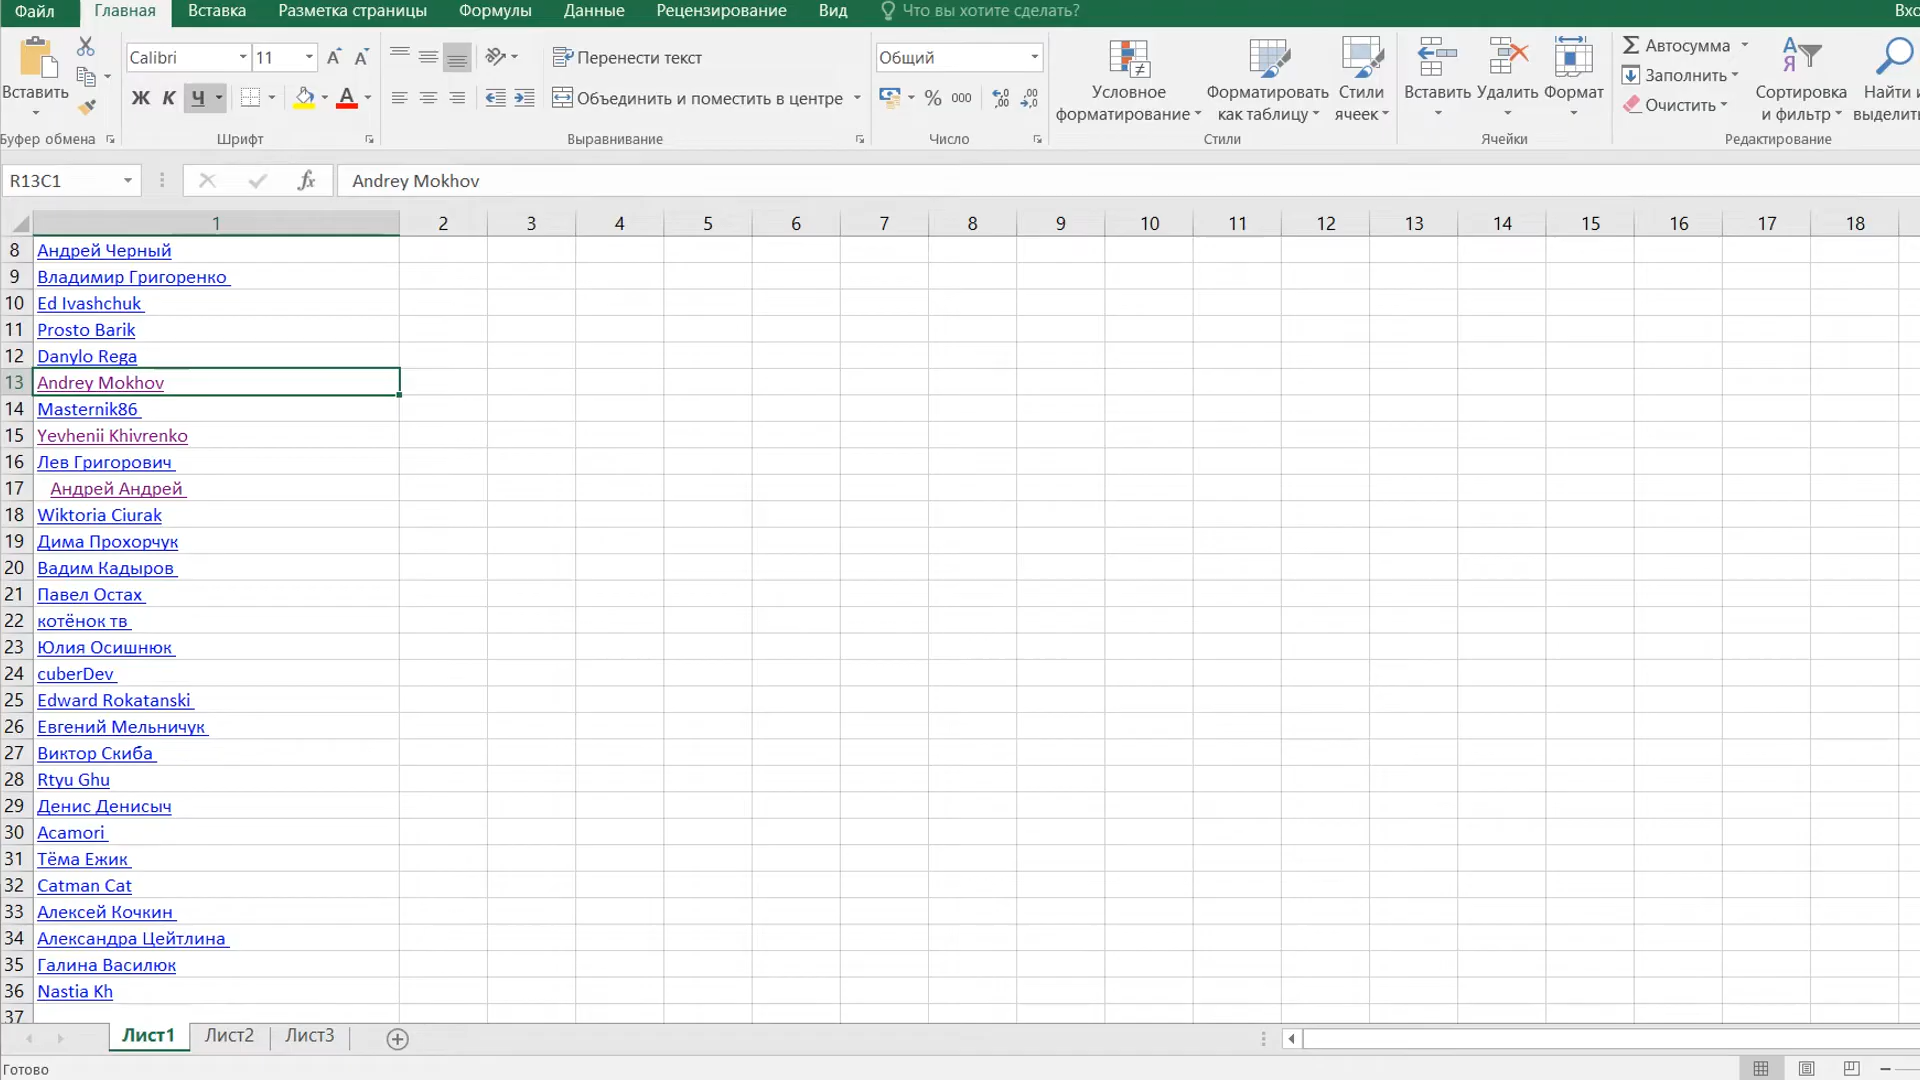 Файл Главная Вставка Разметка страницы Формулы Данные Рецензирование Вид Что вы хотите сделать?
Calibri 11 Перенести текст Общий Автосумма
Вставить Ж К Ч А Объединить и поместить в центре % 000 Условное форматирование Форматировать как таблицу Стили ячеек Вставить Удалить Формат Заполнить Очистить Сортировка и фильтр
Буфер обмена Шрифт Выравнивание Число Стили Ячейки Редактирование
R13C1 fx Andrey Mokhov
1 2 3 4 5 6 7 8 9 10 11 12 13 14 15 16 17 18
8 Андрей Черный
9 Владимир Григоренко
10 Ed Ivashchuk
11 Prosto Barik
12 Danylo Rega
13 Andrey Mokhov
14 Masternik86
15 Yevhenii Khivrenko
16 Лев Григорович
17 Андрей Андрей
18 Wiktoria Ciurak
19 Дима Прохорчук
20 Вадим Кадыров
21 Павел Остах
22 котёнок тв
23 Юлия Осишнюк
24 cuberDev
25 Edward Rokatanski
26 Евгений Мельничук
27 Виктор Скиба
28 Rtyu Ghu
29 Денис Денисыч
30 Acamori
31 Тёма Ежик
32 Catman Cat
33 Алексей Кочкин
34 Александра Цейтлина
35 Галина Василюк
36 Nastia Kh
37
Лист1 Лист2 Лист3
Готово